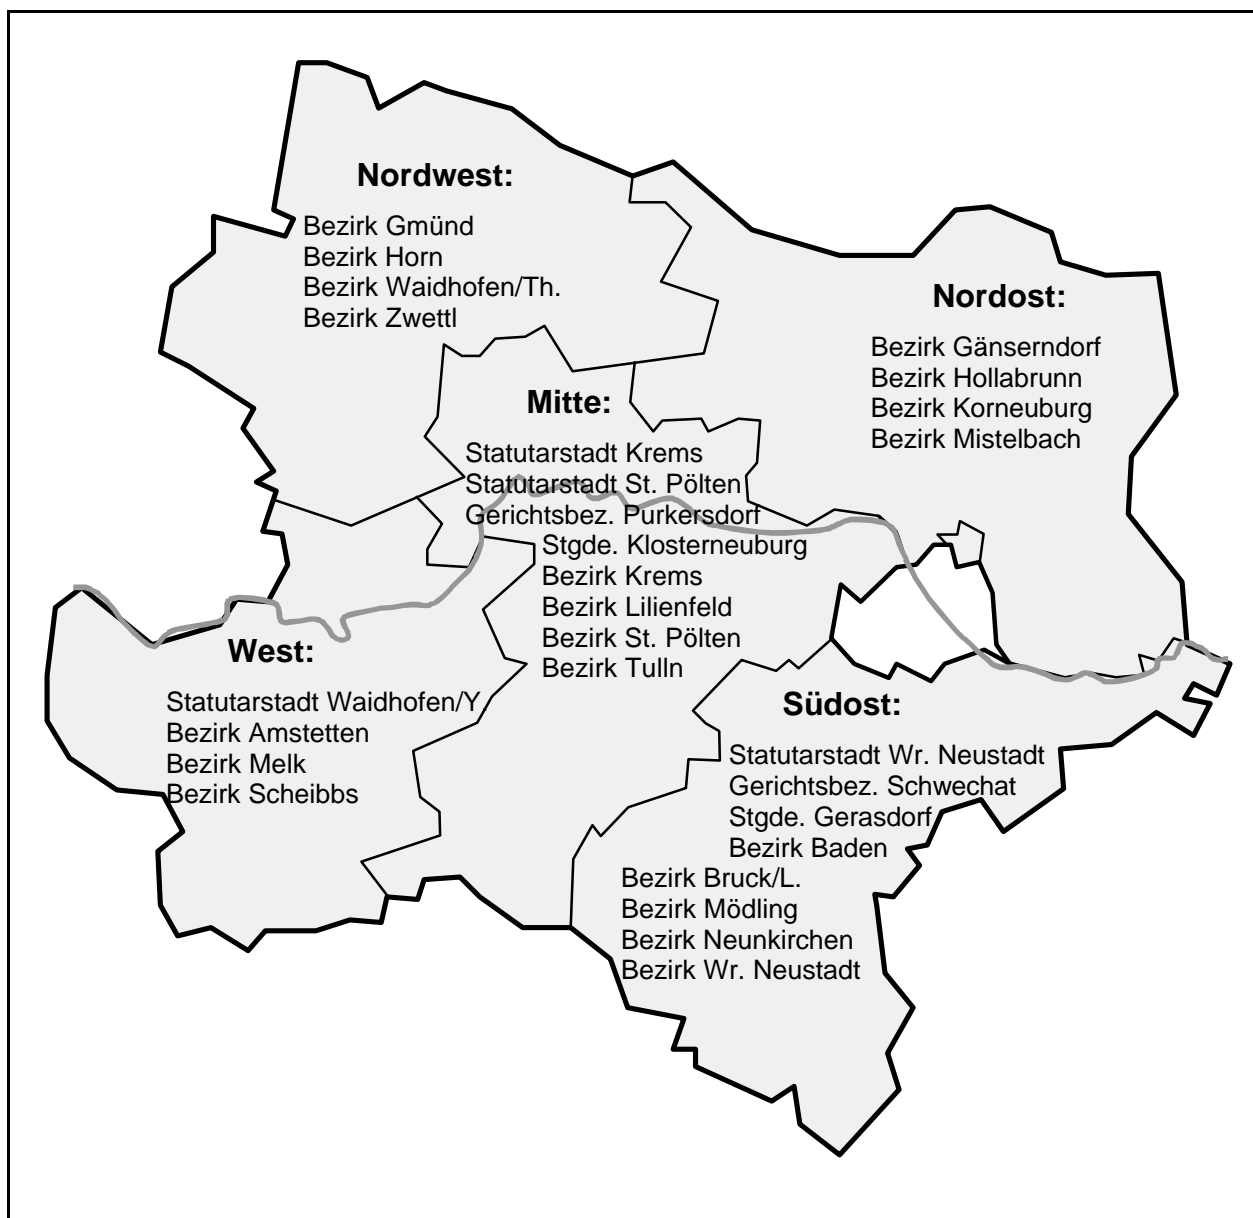 Nordwest:
Bezirk Gmünd
Bezirk Horn
Bezirk Waidhofen/Th.
Bezirk Zwettl
Nordost:
Bezirk Gänserndorf
Bezirk Hollabrunn
Bezirk Korneuburg
Bezirk Mistelbach
Mitte:
Statutarstadt Krems
Statutarstadt St. Pölten
Gerichtsbez. Purkersdorf
Stgde. Klosterneuburg
Bezirk Krems
Bezirk Lilienfeld
Bezirk St. Pölten
Bezirk Tulln
West:
Statutarstadt Waidhofen/Y
Bezirk Amstetten
Bezirk Melk
Bezirk Scheibbs
Südost:
Statutarstadt Wr. Neustadt
Gerichtsbez. Schwechat
Stgde. Gerasdorf
Bezirk Baden
Bezirk Bruck/L.
Bezirk Mödling
Bezirk Neunkirchen
Bezirk Wr. Neustadt